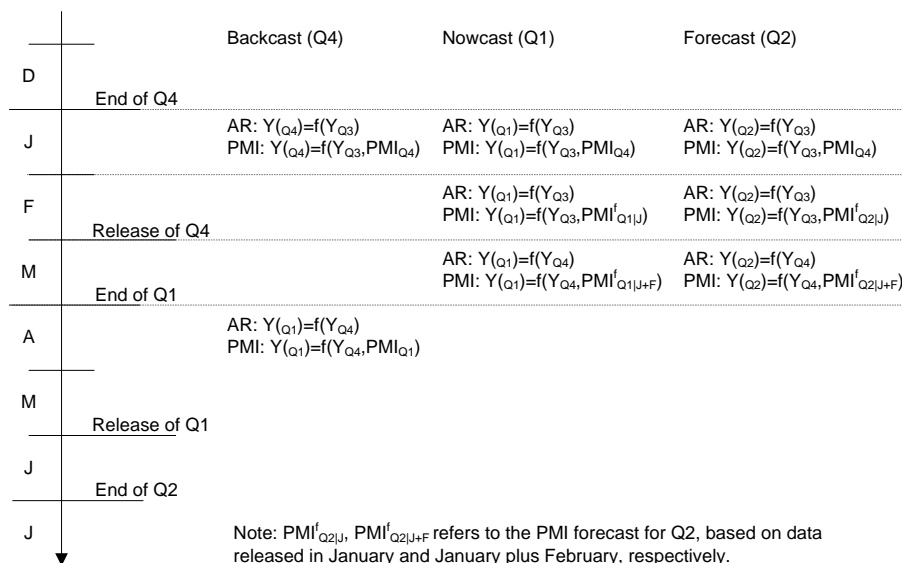 Backcast (Q4) Nowcast (Q1) Forecast (Q2)
D
End of Q4
J
AR: Y(Q4)=f(YQ3) AR: Y(Q1)=f(YQ3) AR: Y(Q2)=f(YQ3)
PMI: Y(Q4)=f(YQ3,PMIQ4) PMI: Y(Q1)=f(YQ3,PMIQ4) PMI: Y(Q2)=f(YQ3,PMIQ4)
F
AR: Y(Q1)=f(YQ3) AR: Y(Q2)=f(YQ3)
PMI: Y(Q1)=f(YQ3,PMIfQ1|J) PMI: Y(Q2)=f(YQ3,PMIfQ2|J)
Release of Q4
M
AR: Y(Q1)=f(YQ4) AR: Y(Q2)=f(YQ4)
PMI: Y(Q1)=f(YQ4,PMIfQ1|J+F) PMI: Y(Q2)=f(YQ4,PMIfQ2|J+F)
End of Q1
A
AR: Y(Q1)=f(YQ4)
PMI: Y(Q1)=f(YQ4,PMIQ1)
M
Release of Q1
J
End of Q2
J
Note: PMIfQ2|J, PMIfQ2|J+F refers to the PMI forecast for Q2, based on data
released in January and January plus February, respectively.